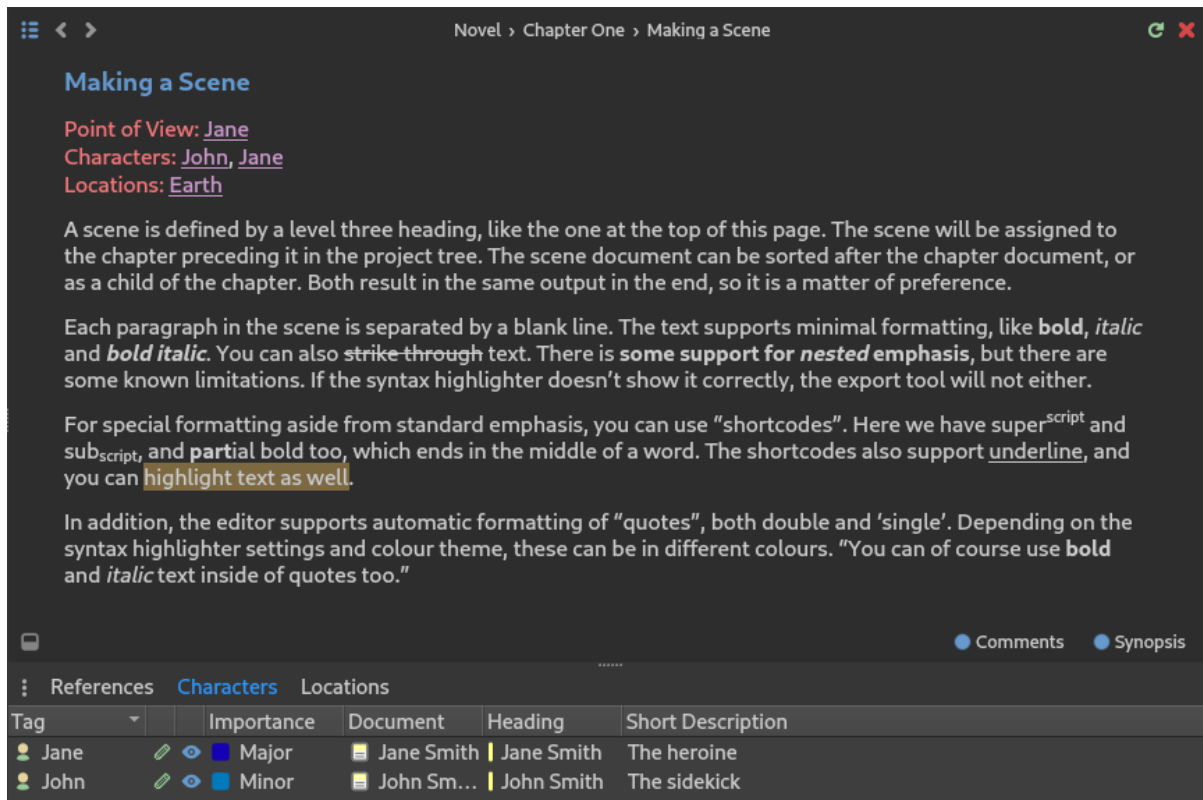 Novel › Chapter One › Making a Scene
Making a Scene
Point of View: Jane
Characters: John, Jane
Locations: Earth
A scene is defined by a level three heading, like the one at the top of this page. The scene will be assigned to
the chapter preceding it in the project tree. The scene document can be sorted after the chapter document, or
as a child of the chapter. Both result in the same output in the end, so it is a matter of preference.
Each paragraph in the scene is separated by a blank line. The text supports minimal formatting, like bold, italic
and bold italic. You can also strike through text. There is some support for nested emphasis, but there are
some known limitations. If the syntax highlighter doesn’t show it correctly, the export tool will not either.
For special formatting aside from standard emphasis, you can use “shortcodes”. Here we have superscript and
subscript, and partial bold too, which ends in the middle of a word. The shortcodes also support underline, and
you can highlight text as well.
In addition, the editor supports automatic formatting of “quotes”, both double and ‘single’. Depending on the
syntax highlighter settings and colour theme, these can be in different colours. “You can of course use bold
and italic text inside of quotes too.”
Comments Synopsis
References Characters Locations
Tag Importance Document Heading Short Description
Jane Major Jane Smith Jane Smith The heroine
John Minor John Sm... John Smith The sidekick